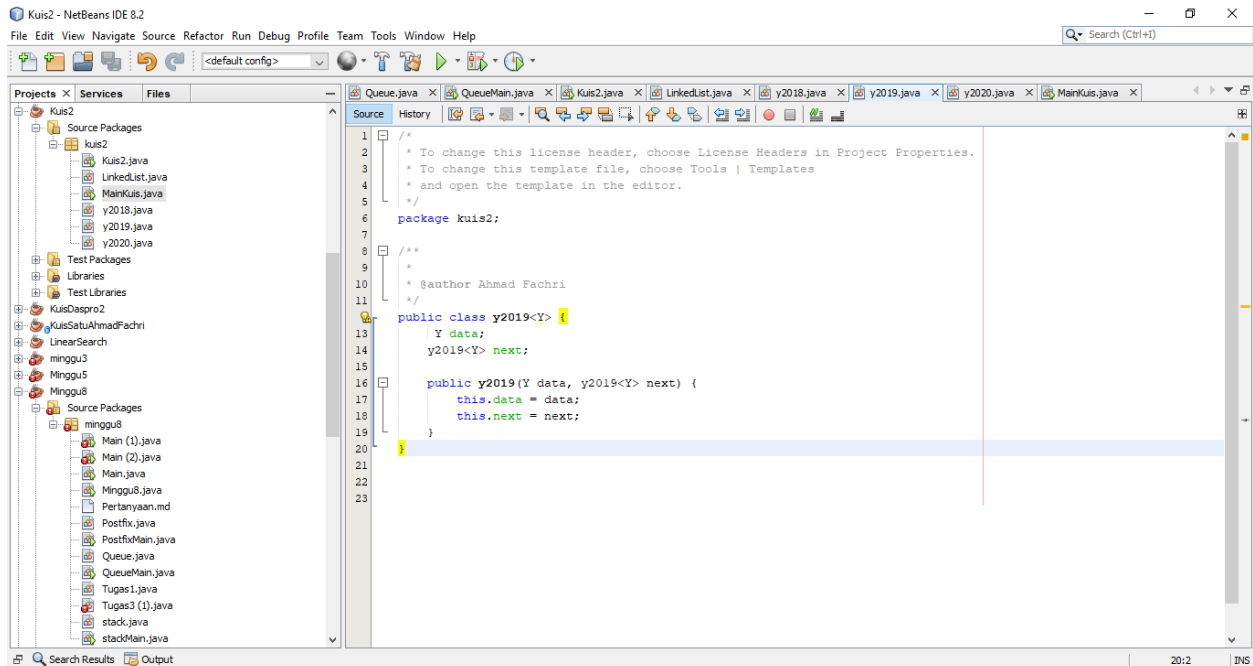 Kuis2 - NetBeans IDE 8.2
File Edit View Navigate Source Refactor Run Debug Profile Team Tools Window Help
Search (Ctrl+I)
<default config>
Projects × Services Files
Queue.java × QueueMain.java × Kuis2.java × LinkedList.java × y2018.java × y2019.java × y2020.java × MainKuis.java ×
Source History
Kuis2
Source Packages
kuis2
Kuis2.java
LinkedList.java
MainKuis.java
y2018.java
y2019.java
y2020.java
Test Packages
Libraries
Test Libraries
KuisDaspro2
KuisSatuAhmadFachri
LinearSearch
minggu3
Minggu5
Minggu8
Source Packages
minggu8
Main (1).java
Main (2).java
Main.java
Minggu8.java
Pertanyaan.md
Postfix.java
PostfixMain.java
Queue.java
QueueMain.java
Tugas1.java
Tugas3 (1).java
stack.java
stackMain.java
1 /*
2 * To change this license header, choose License Headers in Project Properties.
3 * To change this template file, choose Tools | Templates
4 * and open the template in the editor.
5 */
6 package kuis2;
7
8 /**
9 *
10 * @author Ahmad Fachri
11 */
public class y2019<Y> {
13 Y data;
14 y2019<Y> next;
15
16 public y2019(Y data, y2019<Y> next) {
17 this.data = data;
18 this.next = next;
19 }
20 }
21
22
23
Search Results Output
20:2 INS